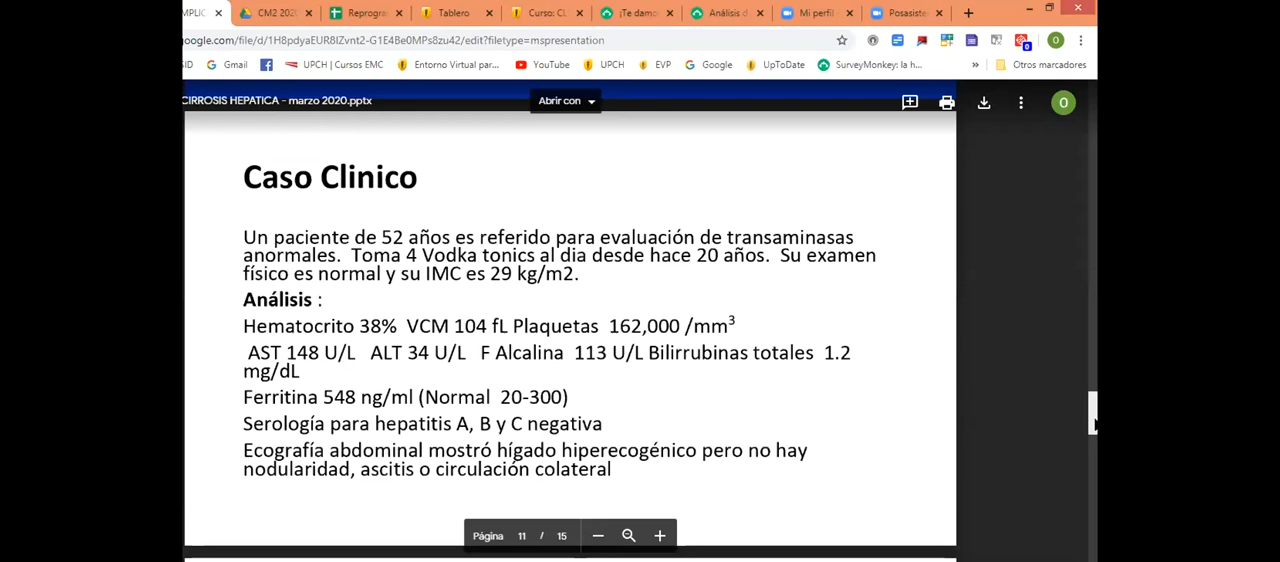 MPLIC
CM2 202
Reprogra
Tablero
Curso: CL
¡Te damo
Análisis d
Mi perfil
Posasiste
google.com/file/d/1H8pdyaEUR8IZvnt2-G1E4Be0MPs8zu42/edit?filetype=mspresentation
O
SID
Gmail
UPCH | Cursos EMC
Entorno Virtual par...
YouTube
UPCH
EVP
Google
UpToDate
SurveyMonkey: la h...
»
Otros marcadores
CIRROSIS HEPATICA - marzo 2020.pptx
Abrir con
O
Caso Clinico
Un paciente de 52 años es referido para evaluación de transaminasas
anormales. Toma 4 Vodka tonics al dia desde hace 20 años. Su examen
físico es normal y su IMC es 29 kg/m2.
Análisis :
Hematocrito 38% VCM 104 fL Plaquetas 162,000 /mm³
AST 148 U/L ALT 34 U/L F Alcalina 113 U/L Bilirrubinas totales 1.2
mg/dL
Ferritina 548 ng/ml (Normal 20-300)
Serología para hepatitis A, B y C negativa
Ecografía abdominal mostró hígado hiperecogénico pero no hay
nodularidad, ascitis o circulación colateral
Página 11 / 15